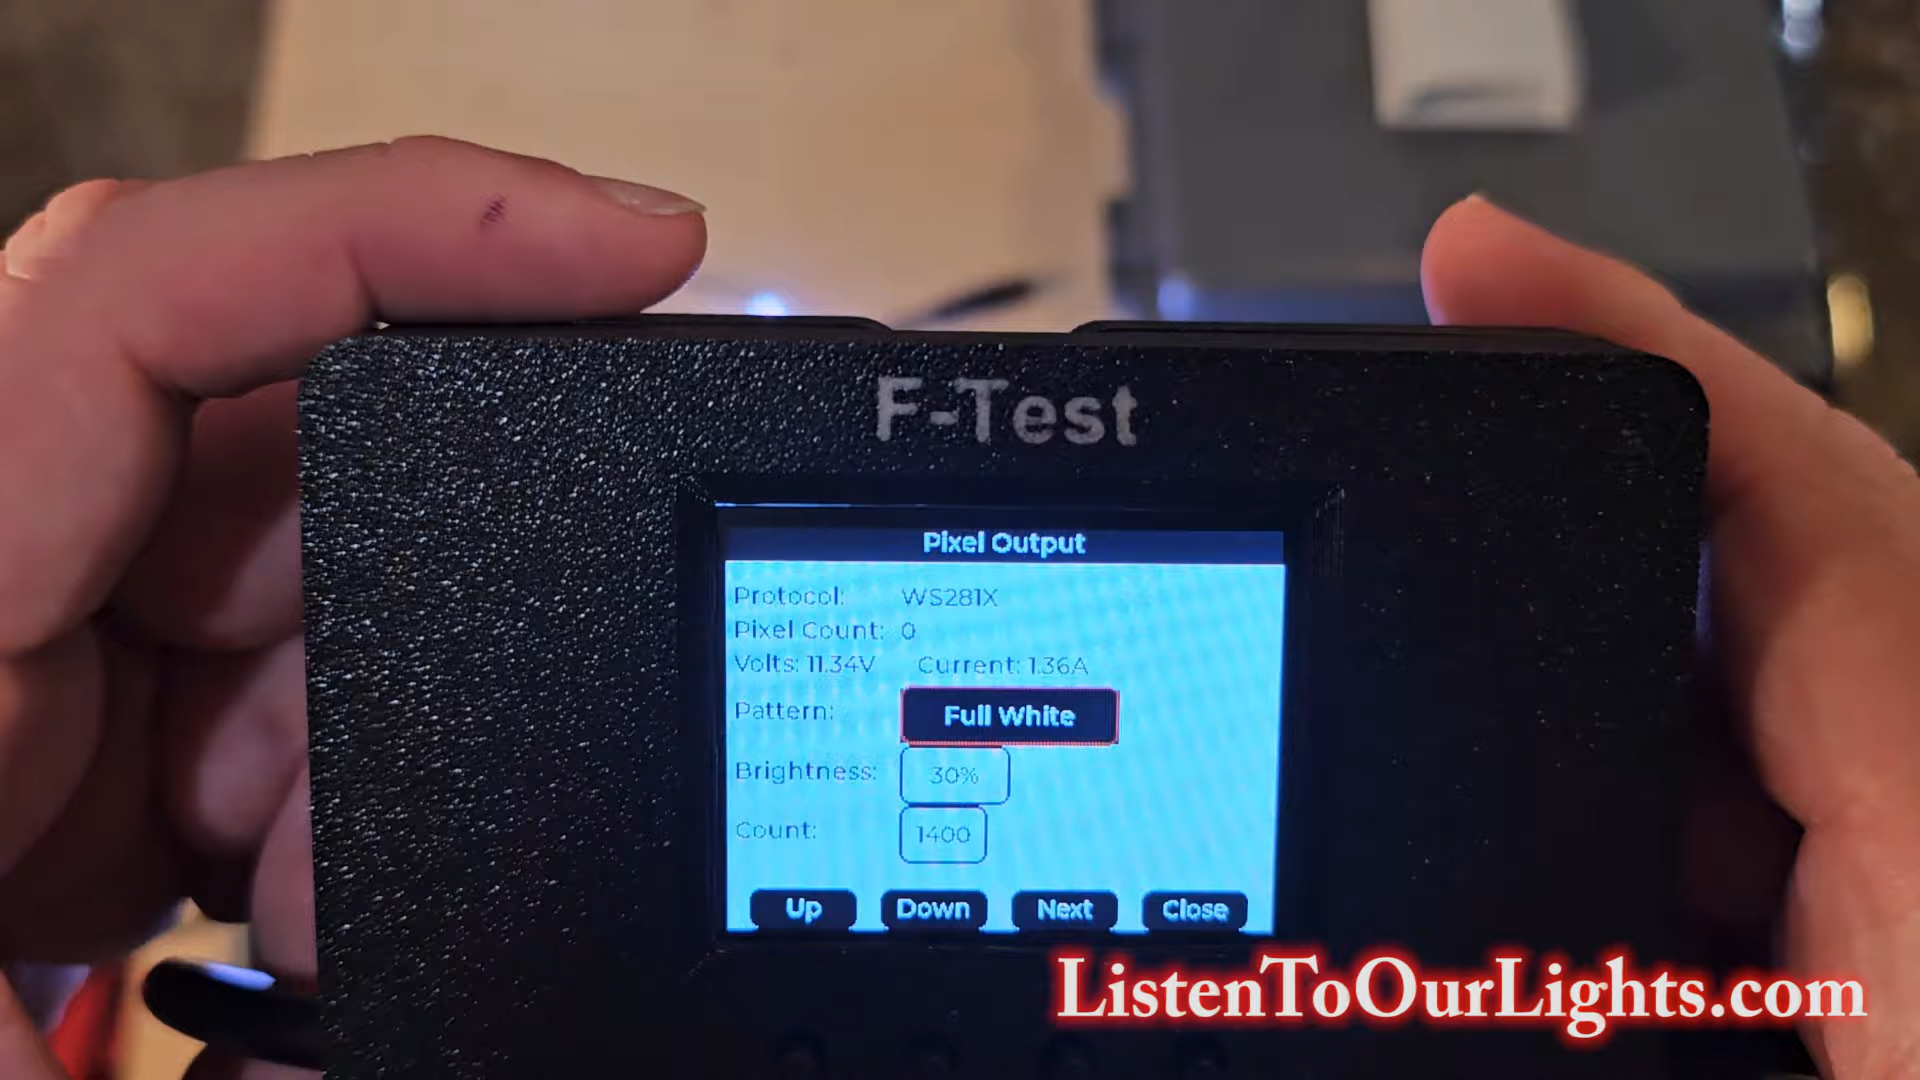 F-Test
Pixel Output
Protocol: WS281X
Pixel Count: 0
Volts: 11.34V Current: 1.36A
Pattern: Full White
Brightness: 30%
Count: 1400
Up Down Next Close
ListenToOurLights.com